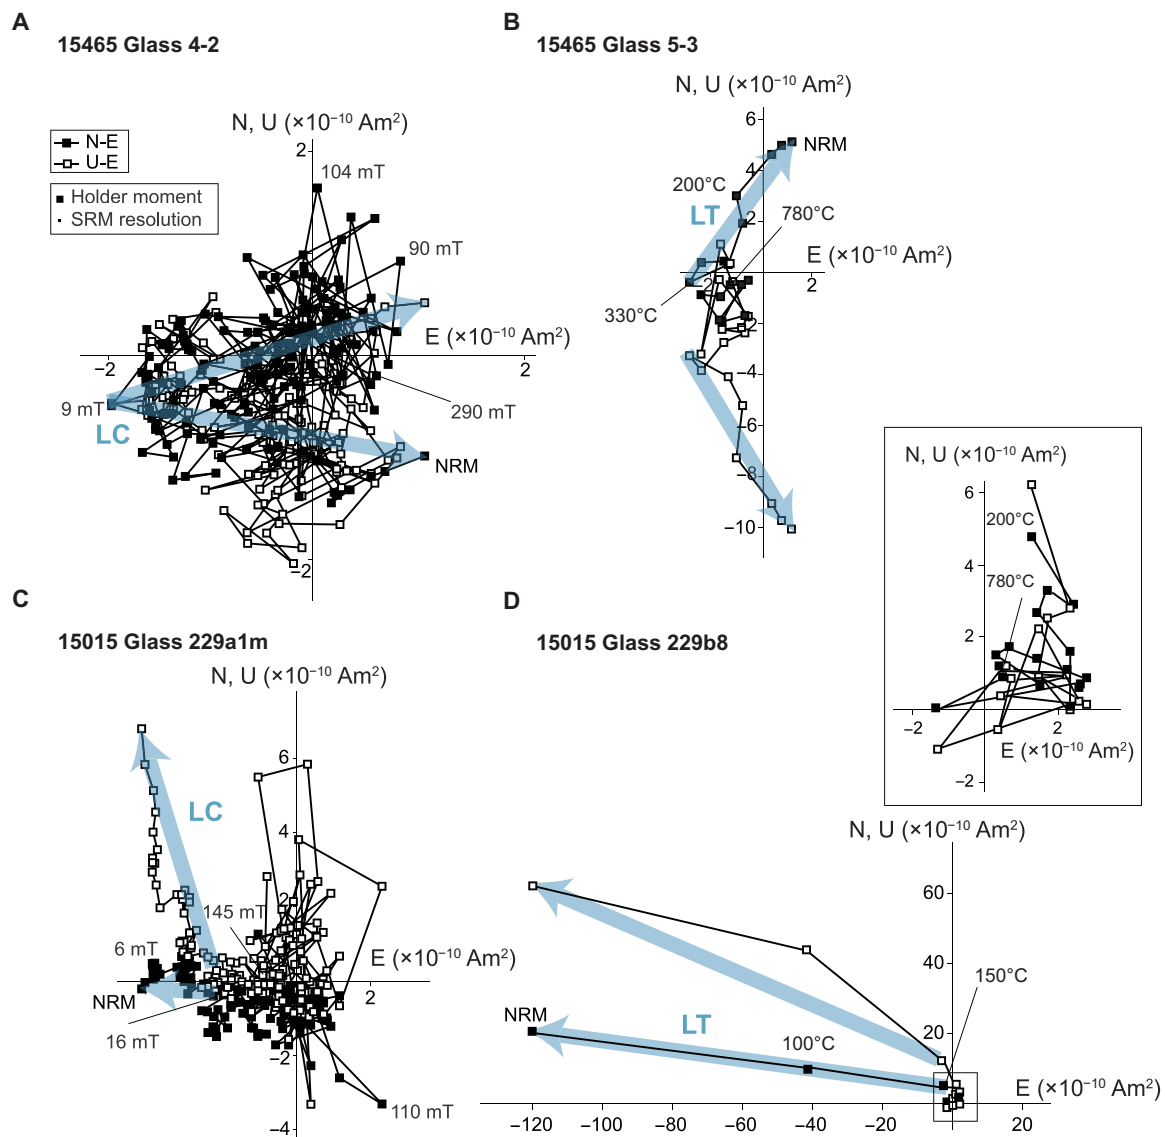 A
15465 Glass 4-2
N, U (×10⁻¹⁰ Am²)
N-E
U-E
Holder moment
SRM resolution
2
104 mT
90 mT
E (×10⁻¹⁰ Am²)
−2
2
9 mT
LC
290 mT
NRM
−2
B
15465 Glass 5-3
N, U (×10⁻¹⁰ Am²)
6
NRM
4
200°C
LT
2
780°C
E (×10⁻¹⁰ Am²)
−2
2
330°C
−2
−4
−6
−8
−10
C
15015 Glass 229a1m
N, U (×10⁻¹⁰ Am²)
6
LC
4
2
145 mT
6 mT
E (×10⁻¹⁰ Am²)
NRM
2
16 mT
−2
110 mT
−4
D
15015 Glass 229b8
N, U (×10⁻¹⁰ Am²)
6
200°C
4
780°C
2
−2
2
E (×10⁻¹⁰ Am²)
−2
N, U (×10⁻¹⁰ Am²)
60
40
150°C
NRM
LT
20
100°C
E (×10⁻¹⁰ Am²)
−120
−100
−80
−60
−40
−20
20